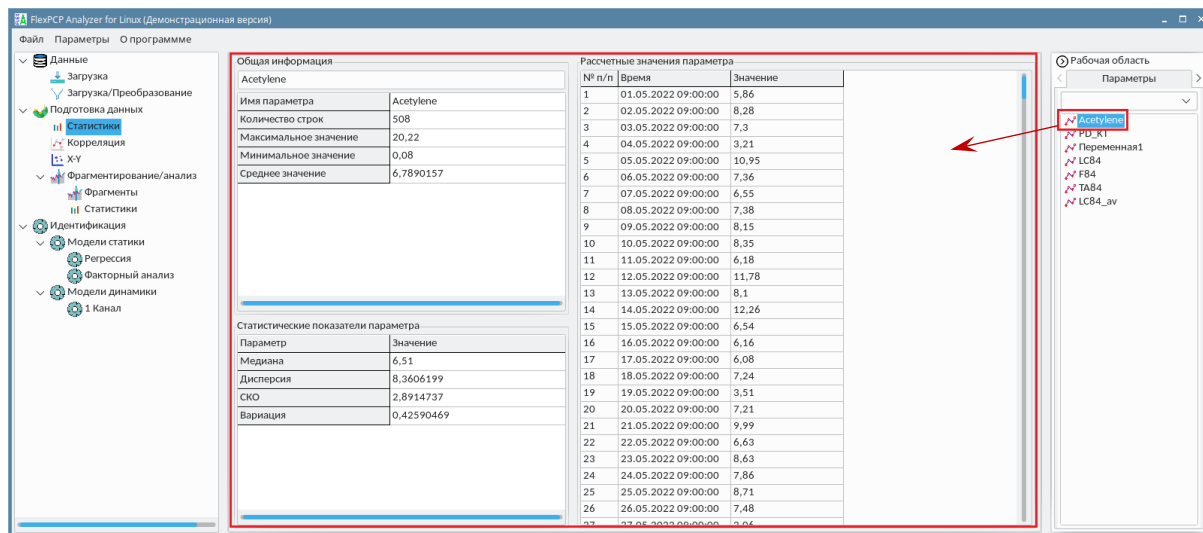 FlexPCP Analyzer for Linux (Демонстрационная версия)
Файл Параметры О программме
Данные
Загрузка
Загрузка/Преобразование
Подготовка данных
Статистики
Корреляция
X-Y
Фрагментирование/анализ
Фрагменты
Статистики
Идентификация
Модели статики
Регрессия
Факторный анализ
Модели динамики
1 Канал
Общая информация
Acetylene
Имя параметра Acetylene
Количество строк 508
Максимальное значение 20,22
Минимальное значение 0,08
Среднее значение 6,7890157
Статистические показатели параметра
Параметр Значение
Медиана 6,51
Дисперсия 8,3606199
СКО 2,8914737
Вариация 0,42590469
Рассчетные значения параметра
№ п/п Время Значение
1 01.05.2022 09:00:00 5,86
2 02.05.2022 09:00:00 8,28
3 03.05.2022 09:00:00 7,3
4 04.05.2022 09:00:00 3,21
5 05.05.2022 09:00:00 10,95
6 06.05.2022 09:00:00 7,36
7 07.05.2022 09:00:00 6,55
8 08.05.2022 09:00:00 7,38
9 09.05.2022 09:00:00 8,15
10 10.05.2022 09:00:00 8,35
11 11.05.2022 09:00:00 6,18
12 12.05.2022 09:00:00 11,78
13 13.05.2022 09:00:00 8,1
14 14.05.2022 09:00:00 12,26
15 15.05.2022 09:00:00 6,54
16 16.05.2022 09:00:00 6,16
17 17.05.2022 09:00:00 6,08
18 18.05.2022 09:00:00 7,24
19 19.05.2022 09:00:00 3,51
20 20.05.2022 09:00:00 7,21
21 21.05.2022 09:00:00 9,99
22 22.05.2022 09:00:00 6,63
23 23.05.2022 09:00:00 8,63
24 24.05.2022 09:00:00 7,86
25 25.05.2022 09:00:00 8,71
26 26.05.2022 09:00:00 7,48
Рабочая область
Параметры
Acetylene
PD_KT
Переменная1
LC84
F84
TA84
LC84_av